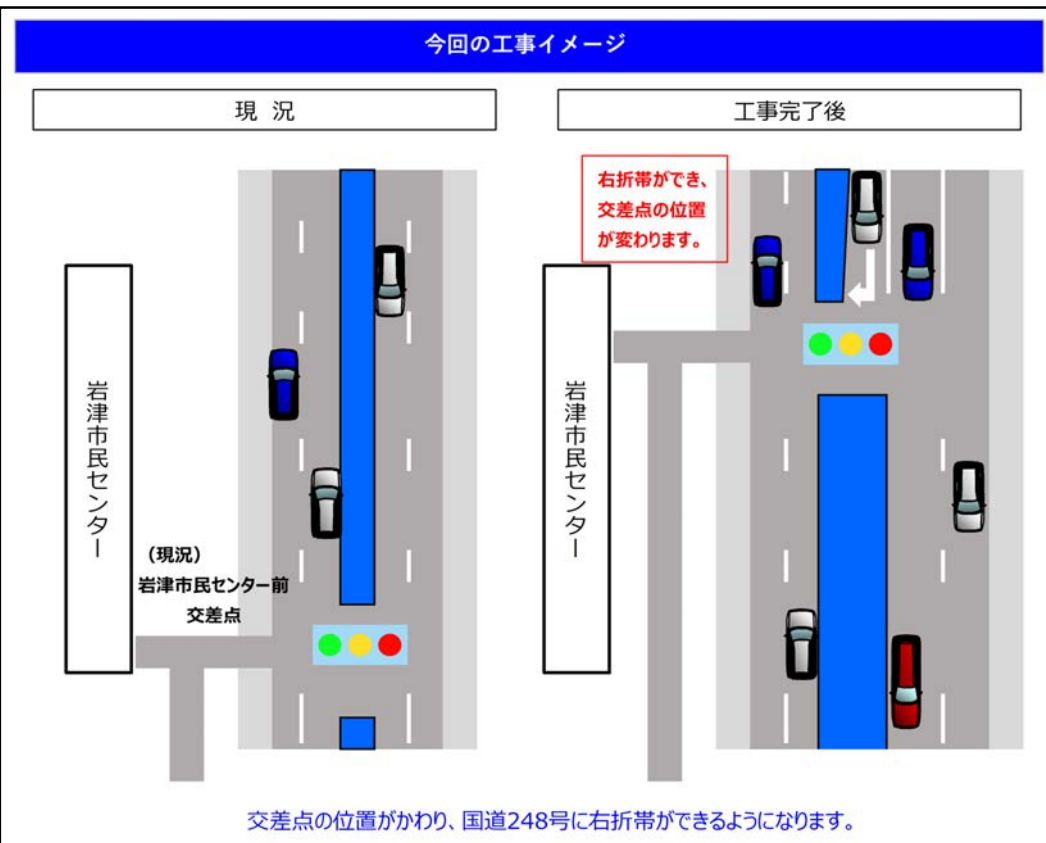 今回の工事イメージ
現 況
工事完了後
右折帯ができ、
交差点の位置
が変わります。
岩津市民センター
(現況)
岩津市民センター前
交差点
岩津市民センター
交差点の位置がかわり、国道248号に右折帯ができるようになります。